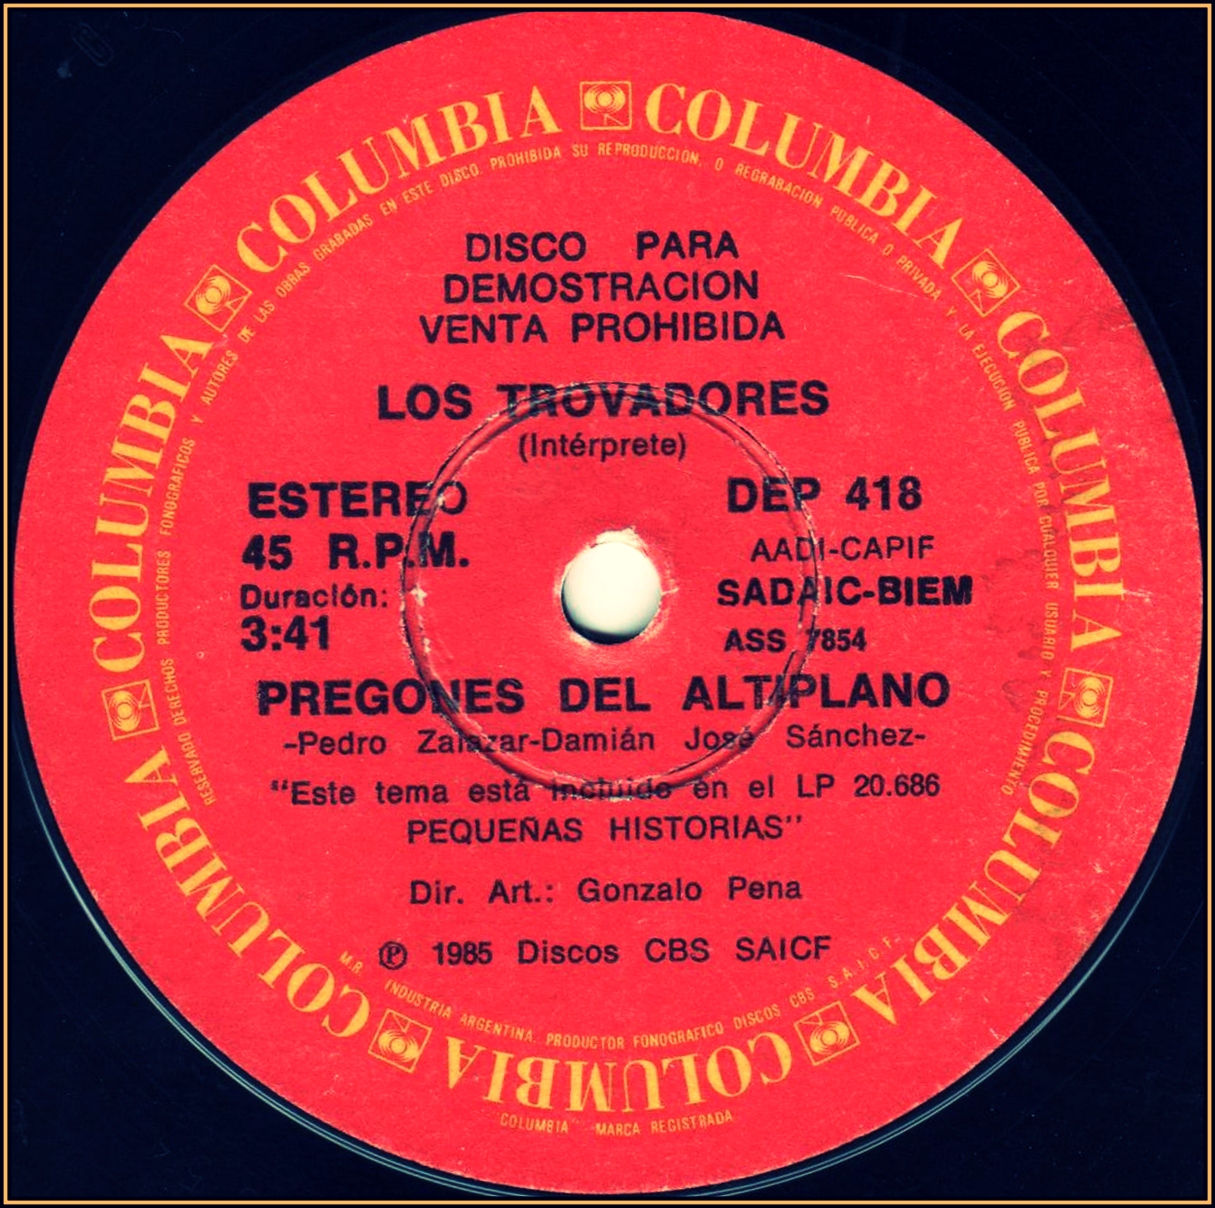 COLUMBIA COLUMBIA COLUMBIA COLUMBIA COLUMBIA COLUMBIA COLUMBIA COLUMBIA
RESERVADO DERECHOS PRODUCTORES FONOGRAFICOS Y AUTORES DE LAS OBRAS GRABADAS EN ESTE DISCO. PROHIBIDA SU REPRODUCCION, O REGRABACION PUBLICA O PRIVADA Y LA EJECUCION PUBLICA POR CUALQUIER USUARIO Y PROCEDIMIENTO
DISCO PARA
DEMOSTRACION
VENTA PROHIBIDA
LOS TROVADORES
(Intérprete)
ESTEREO DEP 418
45 R.P.M. AADI-CAPIF
Duración: SADAIC-BIEM
3:41 ASS 7854
PREGONES DEL ALTIPLANO
-Pedro Zalazar-Damián José Sánchez-
"Este tema está incluido en el LP 20.686
PEQUEÑAS HISTORIAS"
Dir. Art.: Gonzalo Pena
℗ 1985 Discos CBS SAICF
M.R. INDUSTRIA ARGENTINA. PRODUCTOR FONOGRAFICO DISCOS CBS S.A.I.C.F.
"COLUMBIA" MARCA REGISTRADA